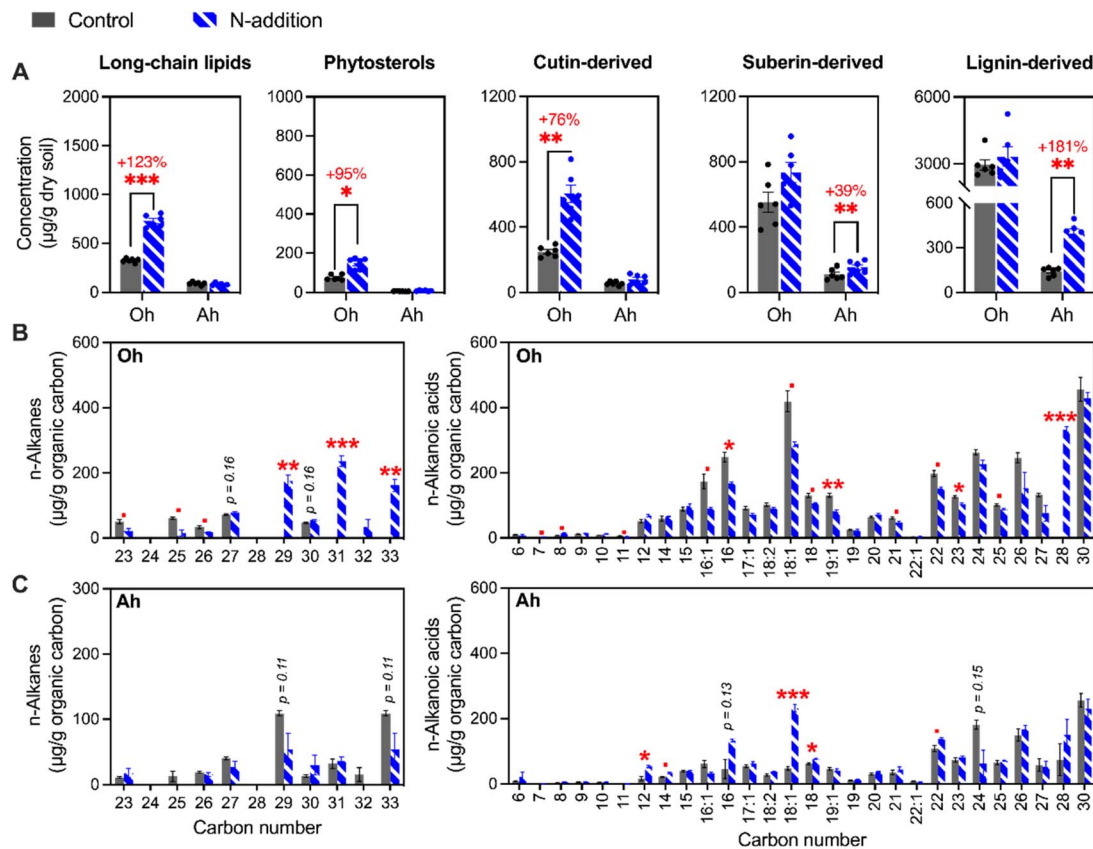 Control N-addition
Long-chain lipids Phytosterols Cutin-derived Suberin-derived Lignin-derived
A
Concentration
(µg/g dry soil)
2000
1500
1000
500
0
+123%
***
Oh Ah
1000
800
600
400
200
0
+95%
*
Oh Ah
1200
800
400
0
+76%
**
Oh Ah
1200
800
400
0
+39%
**
Oh Ah
6000
3000
600
300
0
+181%
**
Oh Ah
B
Oh
n-Alkanes
(µg/g organic carbon)
600
400
200
0
p = 0.16
** p = 0.16 *** **
23 24 25 26 27 28 29 30 31 32 33
Oh
n-Alkanoic acids
(µg/g organic carbon)
600
400
200
0
* ** * ***
6 7 8 9 10 11 12 14 15 16:1 16 17:1 18:2 18:1 18 19:1 19 20 21 22:1 22 23 24 25 26 27 28 30
C
Ah
n-Alkanes
(µg/g organic carbon)
300
200
100
0
p = 0.11 p = 0.11
23 24 25 26 27 28 29 30 31 32 33
Carbon number
Ah
n-Alkanoic acids
(µg/g organic carbon)
600
400
200
0
* p = 0.13 *** * p = 0.15
6 7 8 9 10 11 12 14 15 16:1 16 17:1 18:2 18:1 18 19:1 19 20 21 22:1 22 23 24 25 26 27 28 30
Carbon number